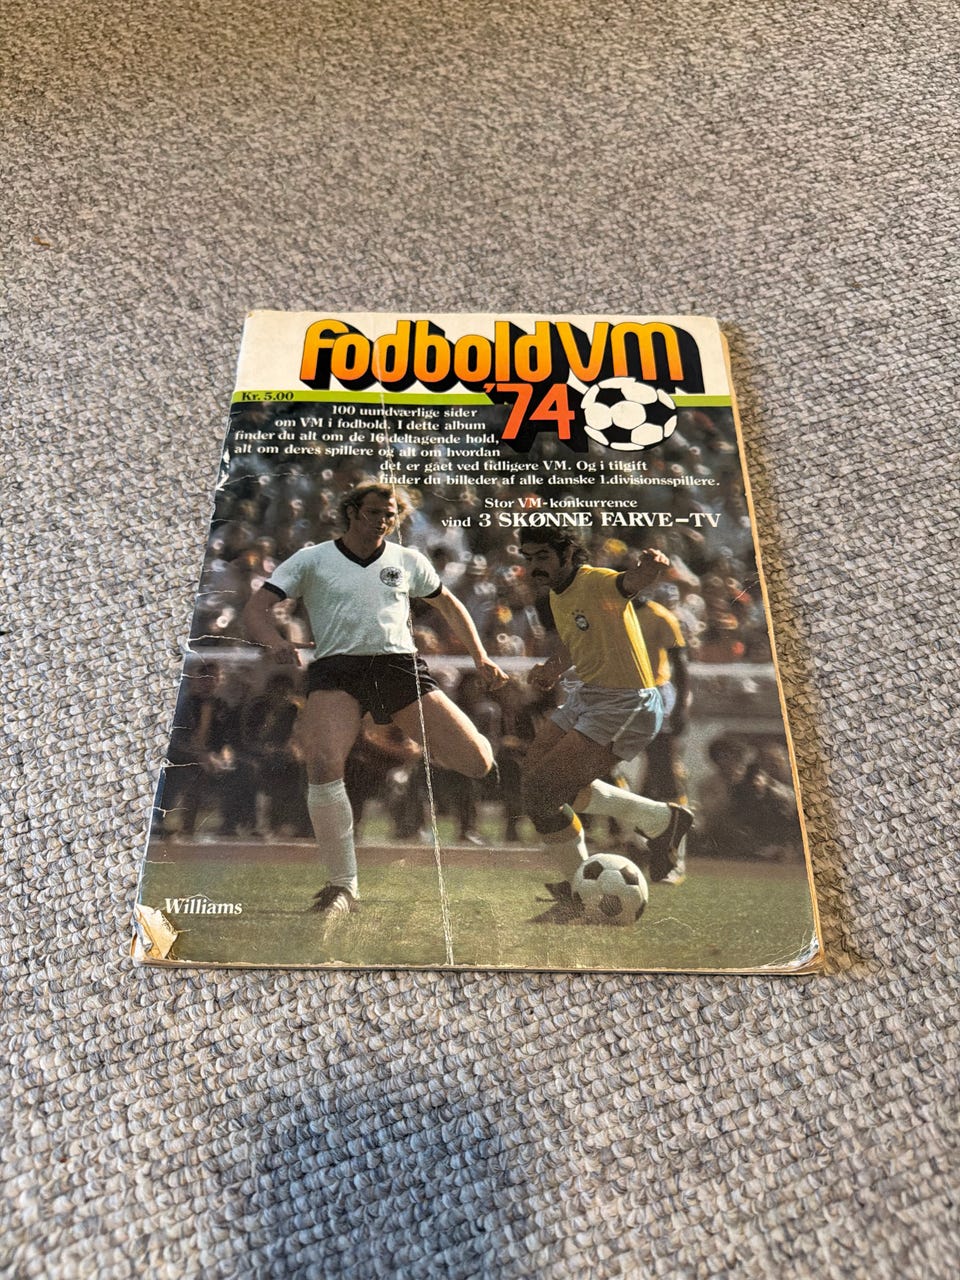 fodbold VM
'74
Kr. 5.00
100 uundværlige sider
om VM i fodbold. I dette album
finder du alt om de 16 deltagende hold,
alt om deres spillere og alt om hvordan
det er gået ved tidligere VM. Og i tilgift
finder du billeder af alle danske 1.divisionsspillere.
Stor VM-konkurrence
vind 3 SKØNNE FARVE-TV
Williams